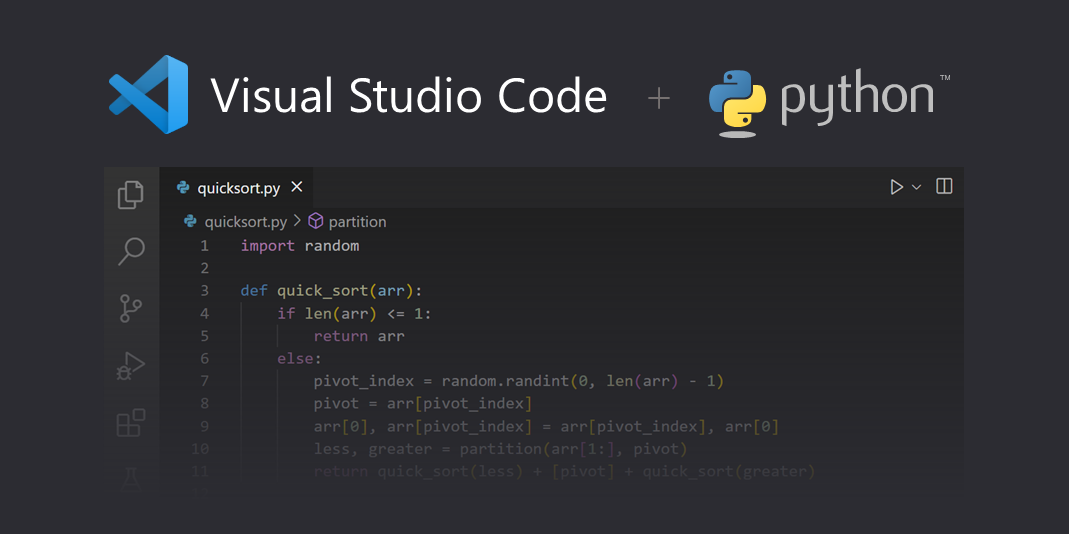 Visual Studio Code + python™
quicksort.py
quicksort.py > partition
1 import random
2
3 def quick_sort(arr):
4     if len(arr) <= 1:
5         return arr
6     else:
7         pivot_index = random.randint(0, len(arr) - 1)
8         pivot = arr[pivot_index]
9         arr[0], arr[pivot_index] = arr[pivot_index], arr[0]
10         less, greater = partition(arr[1:], pivot)
11         return quick_sort(less) + [pivot] + quick_sort(greater)
12